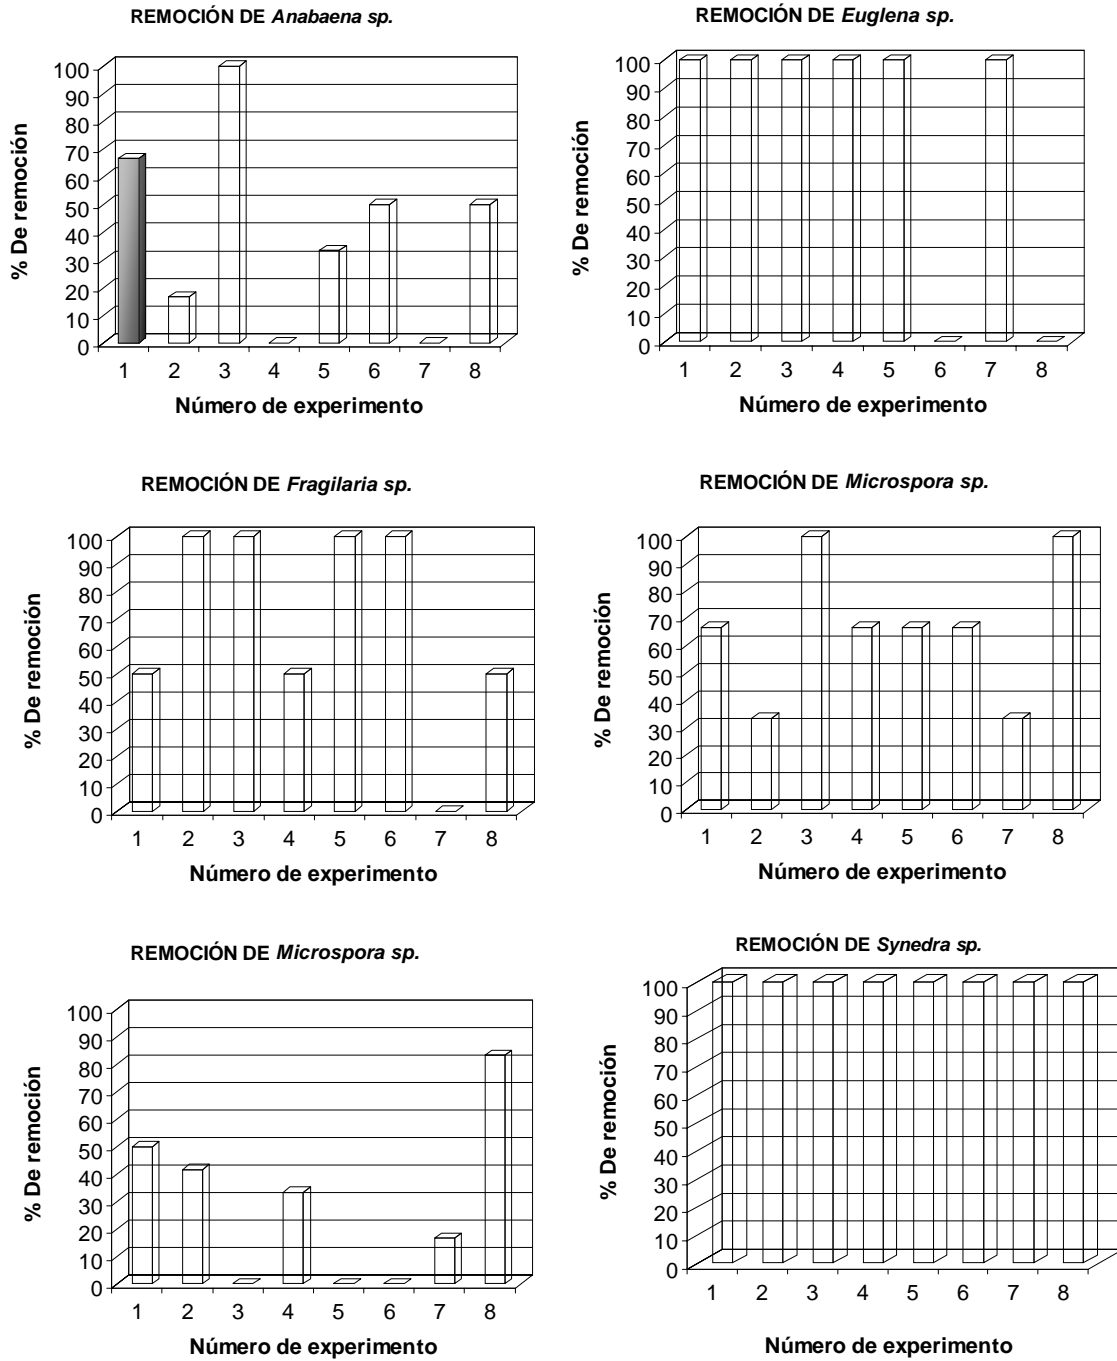 REMOCIÓN DE Anabaena sp.
100
90
80
70
60
50
40
30
20
10
0
% De remoción
1 2 3 4 5 6 7 8
Número de experimento
REMOCIÓN DE Euglena sp.
100
90
80
70
60
50
40
30
20
10
0
% De remoción
1 2 3 4 5 6 7 8
Número de experimento
REMOCIÓN DE Fragilaria sp.
100
90
80
70
60
50
40
30
20
10
0
% De remoción
1 2 3 4 5 6 7 8
Número de experimento
REMOCIÓN DE Microspora sp.
100
90
80
70
60
50
40
30
20
10
0
% De remoción
1 2 3 4 5 6 7 8
Número de experimento
REMOCIÓN DE Microspora sp.
100
90
80
70
60
50
40
30
20
10
0
% De remoción
1 2 3 4 5 6 7 8
Número de experimento
REMOCIÓN DE Synedra sp.
100
90
80
70
60
50
40
30
20
10
0
% De remoción
1 2 3 4 5 6 7 8
Número de experimento